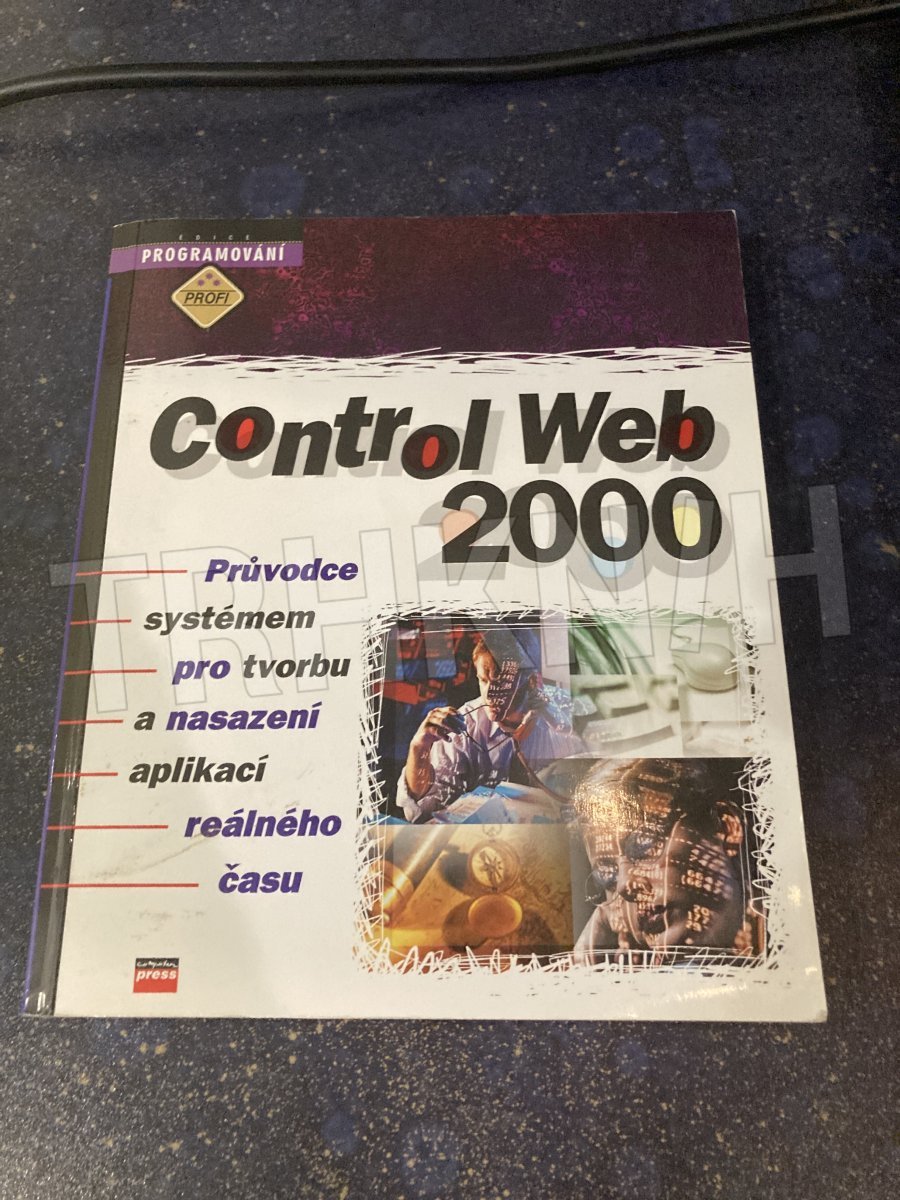 EDICE
PROGRAMOVÁNÍ
PROFI
Control Web
2000
Průvodce
systémem
pro tvorbu
a nasazení
aplikací
reálného
času
computer
press
TRHKNIH